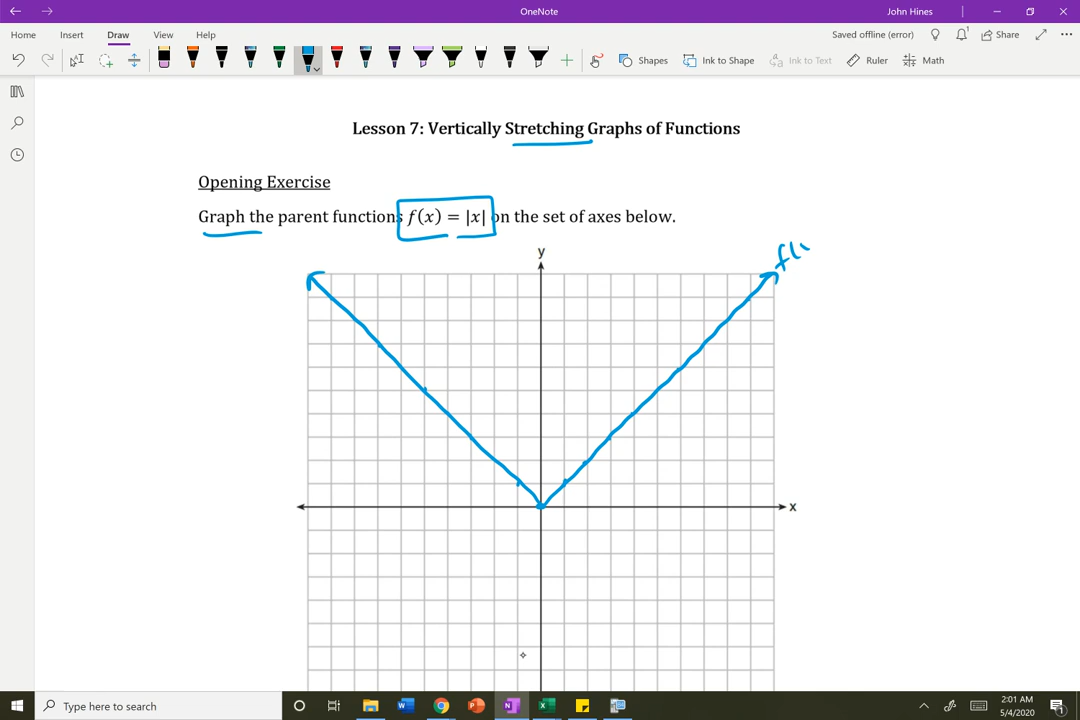 OneNote
John Hines
Home Insert Draw View Help
Saved offline (error) Share
Shapes Ink to Shape Ink to Text Ruler Math
Lesson 7: Vertically Stretching Graphs of Functions
Opening Exercise
Graph the parent functions f(x) = |x| on the set of axes below.
y
x
Type here to search
2:01 AM
5/4/2020